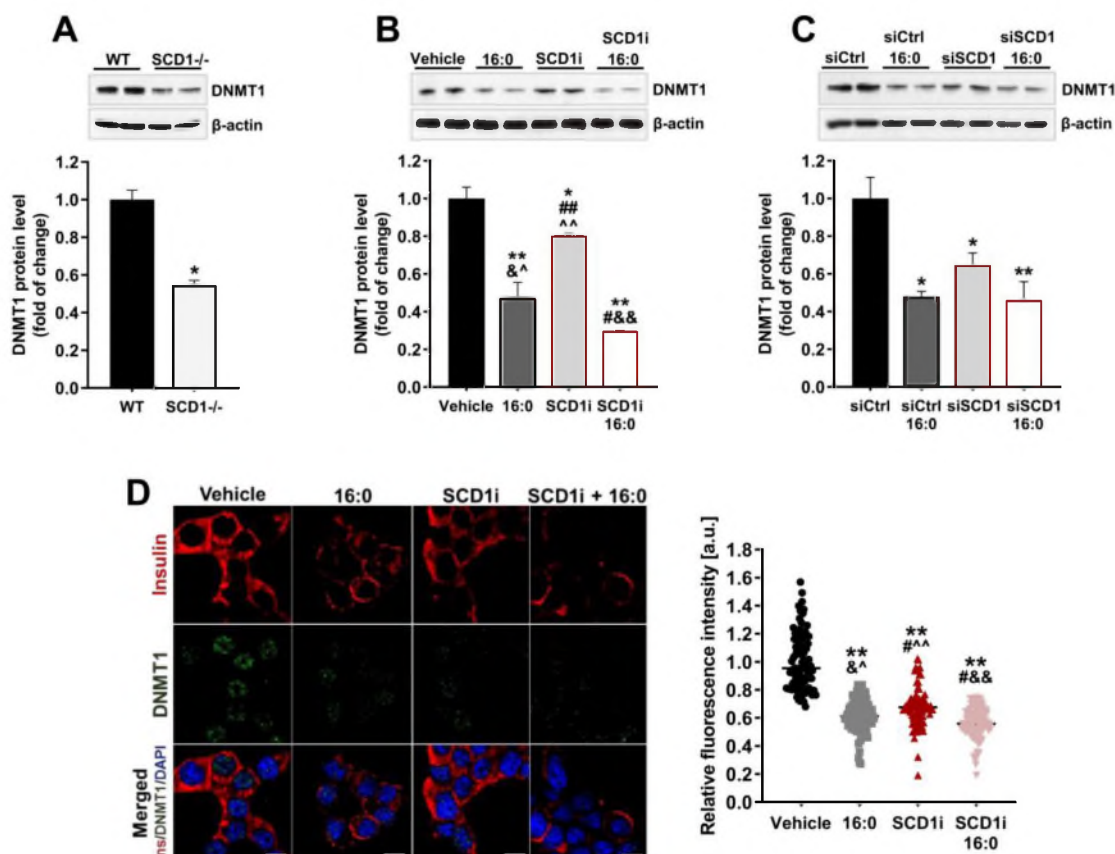 A
WT SCD1-/-
DNMT1
β-actin
DNMT1 protein level
(fold of change)
1.2
1.0
0.8
0.6
0.4
0.2
0.0
*
WT SCD1-/-
B
SCD1i
Vehicle 16:0 SCD1i 16:0
DNMT1
β-actin
DNMT1 protein level
(fold of change)
1.2
1.0
0.8
0.6
0.4
0.2
0.0
**
&^
*
##
^^
**
#&&
Vehicle 16:0 SCD1i SCD1i
16:0
C
siCtrl siSCD1
siCtrl 16:0 siSCD1 16:0
DNMT1
β-actin
DNMT1 protein level
(fold of change)
1.2
1.0
0.8
0.6
0.4
0.2
0.0
*
*
**
siCtrl siCtrl siSCD1 siSCD1
16:0 16:0
D
Vehicle 16:0 SCD1i SCD1i + 16:0
Insulin
DNMT1
Merged
ns/DNMT1/DAPI
Relative fluorescence intensity [a.u.]
1.8
1.6
1.4
1.2
1.0
0.8
0.6
0.4
0.2
0.0
**
&^
**
#^^
**
#&&
Vehicle 16:0 SCD1i SCD1i
16:0